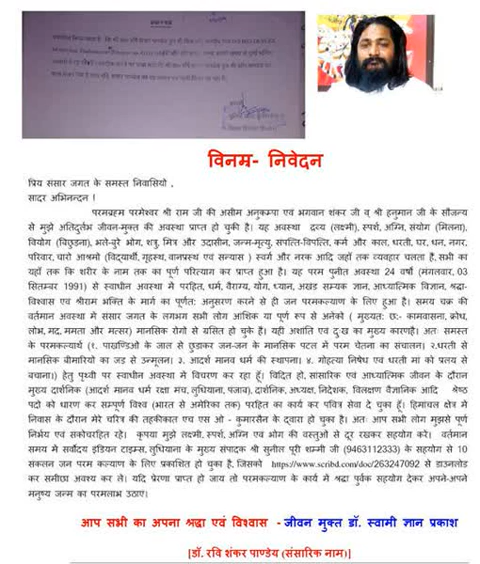 विनम्र- निवेदन
प्रिय संसार जगत के समस्त निवासियो ,
सादर अभिनन्दन !
परमब्रह्म परमेश्वर श्री राम जी की असीम अनुकम्पा एवं भगवान शंकर जी व् श्री हनुमान जी के सौजन्य
से मुझे अतिदुर्लभ जीवन-मुक्त की अवस्था प्राप्त हो चुकी है। यह अवस्था द्रव्य (लक्ष्मी), स्पर्श, अग्नि, संयोग (मिलना),
वियोग (बिछुड़ना), भले-बुरे भोग, शत्रु, मित्र और उदासीन, जन्म-मृत्यु, संपत्ति-विपत्ति, कर्म और काल, धरती, घर, धन, नगर,
परिवार, चारो आश्रमो (विद्यार्थी, गृहस्थ, वानप्रस्थ एवं सन्यास ) स्वर्ग और नरक आदि जहाँ तक व्यवहार चलता है, सभी का
यहाँ तक कि शरीर के नाम तक का पूर्ण परित्याग कर प्राप्त हुआ है। यह परम पुनीत अवस्था 24 वर्षो (मंगलवार, 03
सितम्बर 1991) से स्वाधीन अवस्था में परहित, धर्म, वैराग्य, योग, ध्यान, अखंड सम्यक ज्ञान, आध्यात्मिक विज्ञान, श्रद्धा-
विश्वास एवं श्रीराम भक्ति के मार्ग का पूर्णत: अनुसरण करने से ही जन परमकल्याण के लिए हुआ है। समय चक्र की
वर्तमान अवस्था में संसार जगत के लगभग सभी लोग आंशिक या पूर्ण रूप से अनेको ( मुख्यत: छ:- कामवासना, क्रोध,
लोभ, मद, ममता और मत्सर) मानसिक रोगो से ग्रसित हो चुके है। यही अशांति एवं दु:ख का मुख्य कारणहै। अतः समस्त
के परमकल्यार्थ (१. पाखण्डिओं के जाल से छुड़ाकर जन-जन के मानसिक पटल में परम चेतना का संचालन। २.धरती से
मानसिक बीमारियों का जड़ से उन्मूलन। ३. आदर्श मानव धर्म की स्थापना। ४. गोहत्या निषेध एवं धरती मां को प्रलय से
बचाना।) हेतु पृथ्वी पर स्वाधीन अवस्था में विचरण कर रहा हूँ। विदित हो, सांसारिक एवं आध्यात्मिक जीवन के दौरान
मुख्य दार्शनिक (आदर्श मानव धर्म रक्षा मंच, लुधियाना, पंजाब), दार्शनिक, अध्यक्ष, निदेशक, विलक्षण वैज्ञानिक आदि श्रेष्ठ
पदो को धारण कर सम्पूर्ण विश्व (भारत से अमेरिका तक) परहित का कार्य कर पवित्र सेवा दे चुका हूँ। हिमांचल क्षेत्र में
निवास के दौरान मेरे चरित्र की तहकीकात एच एस ओ - कुमारसैन के द्वारा हो चुका है। अतः आप सभी लोग मुझसे पूर्ण
निर्भय एवं सकोचरहित रहे। कृपया मुझे लक्ष्मी, स्पर्श, अग्नि एवं भोग की वस्तुओ से दूर रखकर सहयोग करे। वर्तमान
समय में सर्वोदय इंडियन टाइम्स, लुधियाना के मुख्य संपादक श्री सुनील पूरी शम्मी जी (9463112333) के सहयोग से 10
संकलन जन परम कल्याण के लिए प्रकाशित हो चुका है, जिसको https://www.scribd.com/doc/263247092 से डाउनलोड
कर समीक्षा अवश्य कर ले। यदि प्रेरणा प्राप्त हो जाय तो परमकल्याण के कार्य में श्रद्धा पूर्वक सहयोग देकर अपने-अपने
मनुष्य जन्म का परमलाभ उठाएं।
आप सभी का अपना श्रद्धा एवं विश्वास - जीवन मुक्त डॉ. स्वामी ज्ञान प्रकाश
[डॉ. रवि शंकर पाण्डेय (संसारिक नाम)]